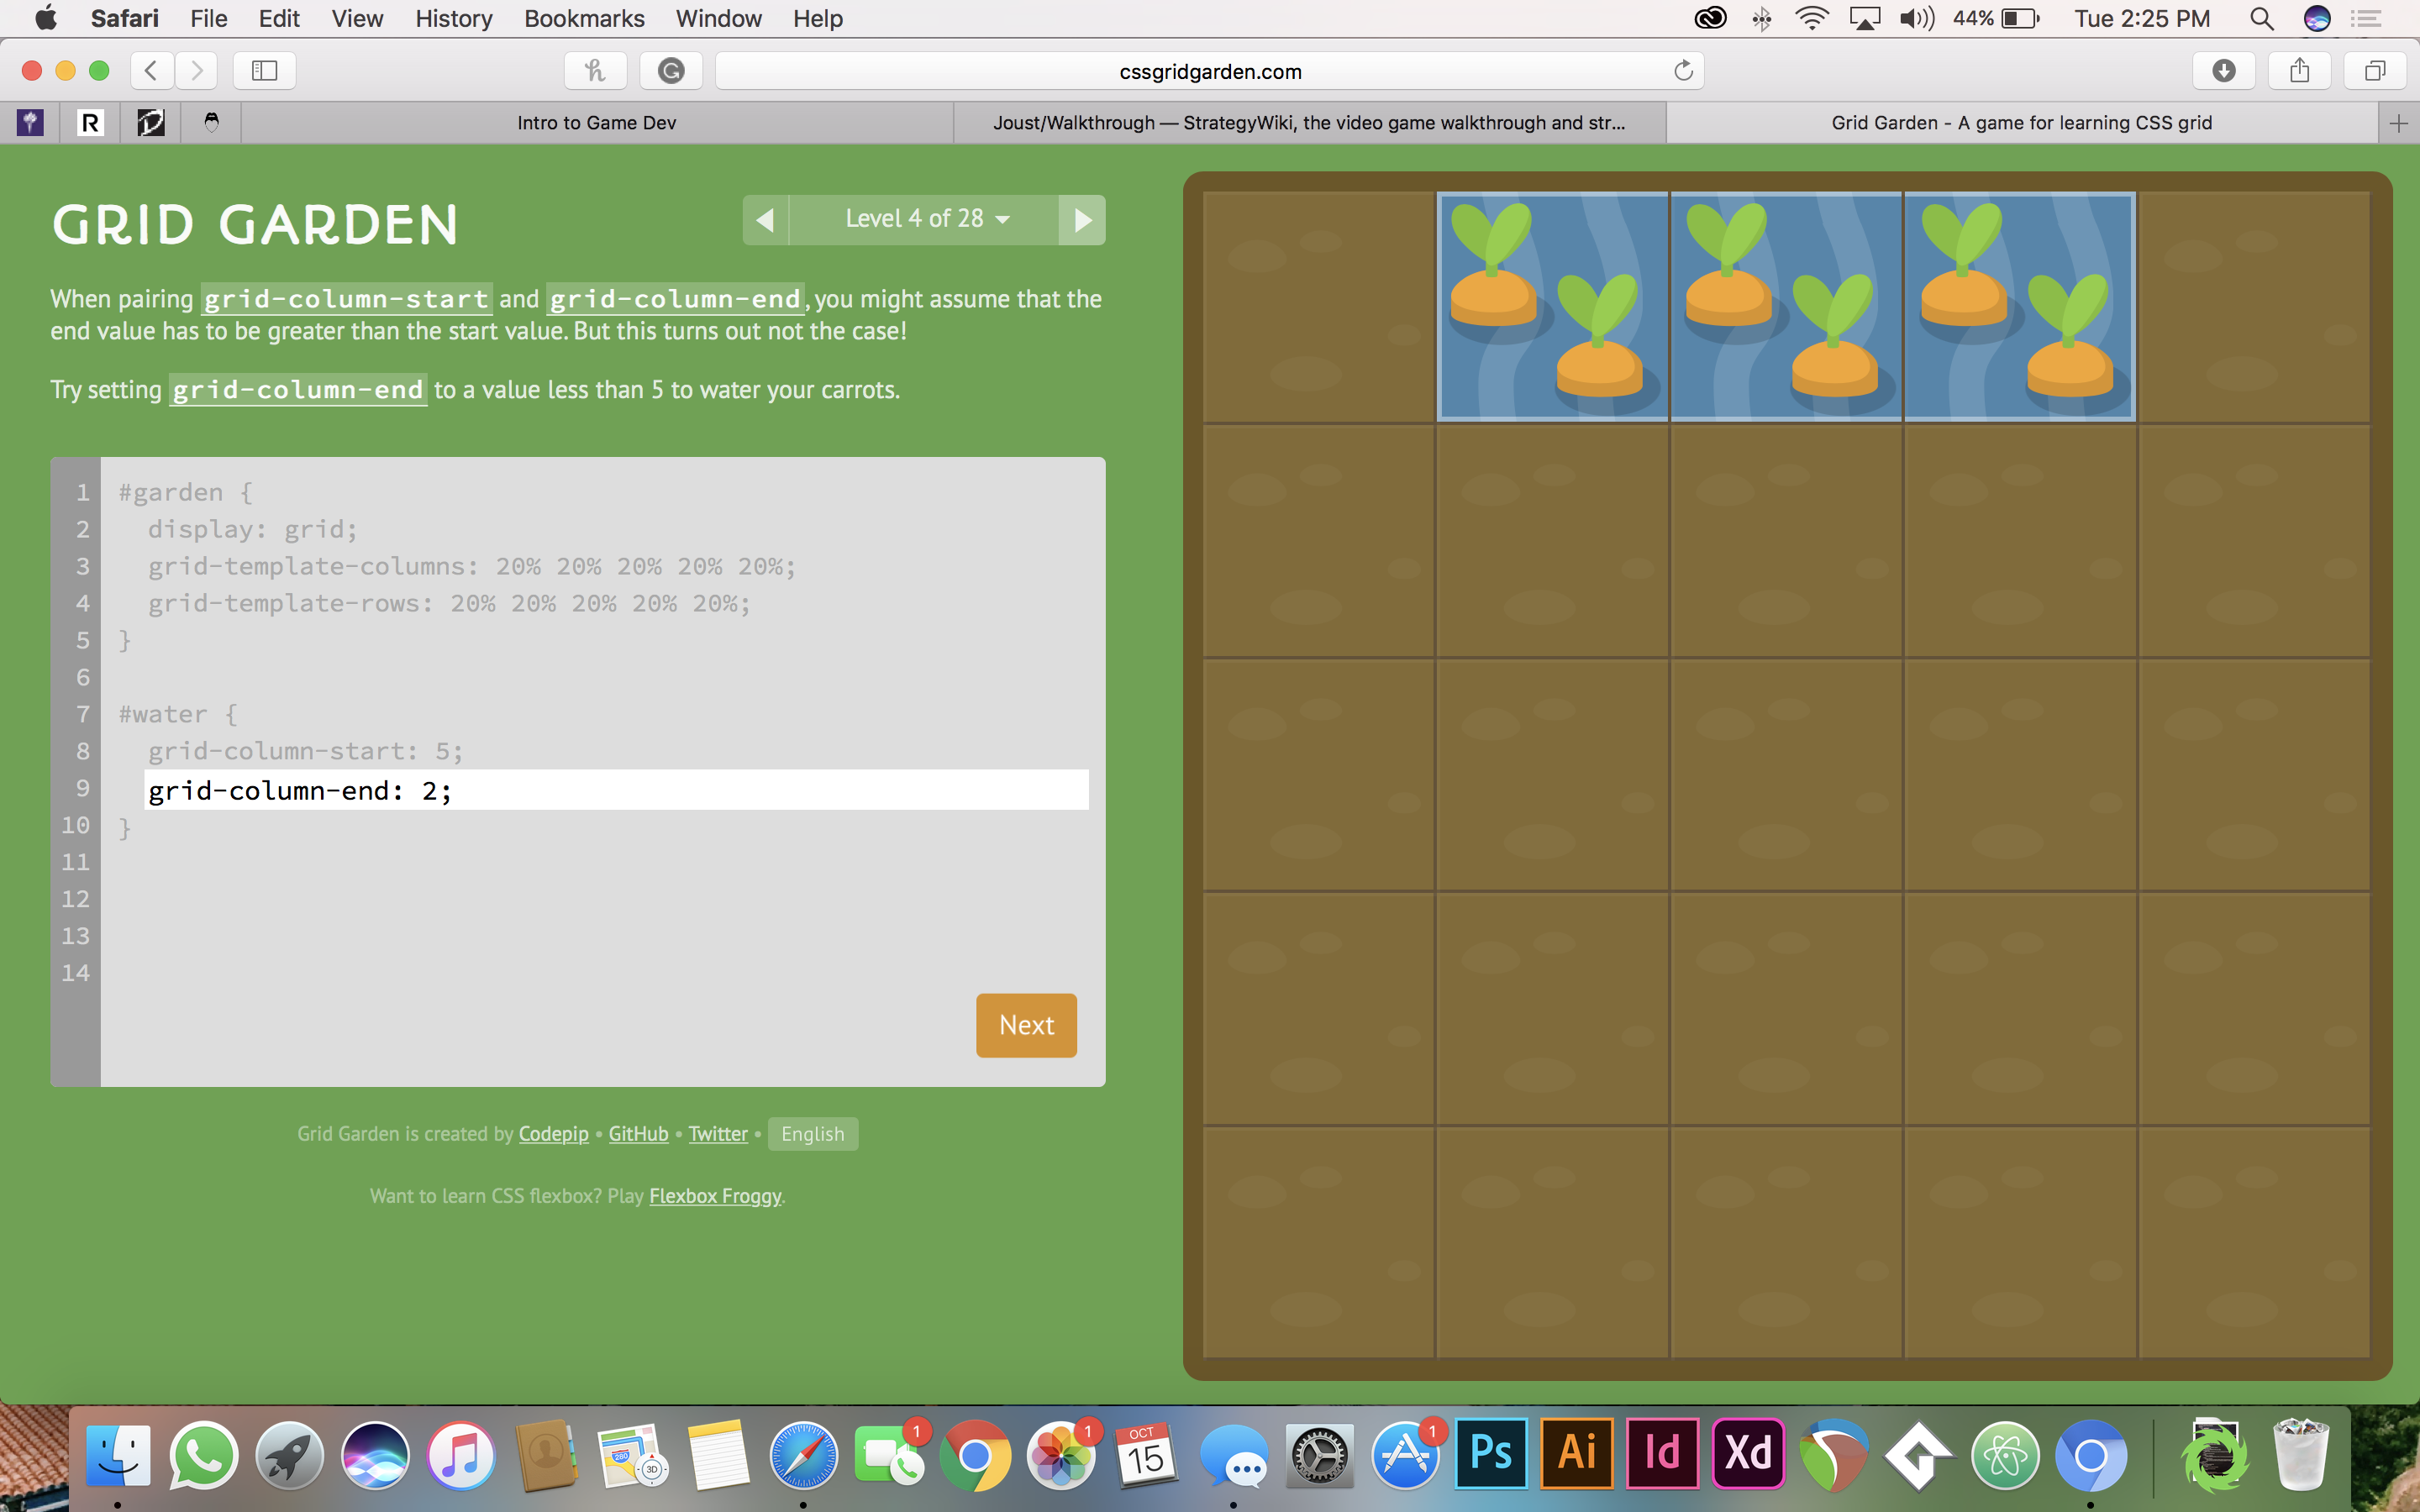 Safari File Edit View History Bookmarks Window Help 44% Tue 2:25 PM
cssgridgarden.com
R Intro to Game Dev Joust/Walkthrough — StrategyWiki, the video game walkthrough and str... Grid Garden - A game for learning CSS grid
GRID GARDEN
Level 4 of 28
When pairing grid-column-start and grid-column-end, you might assume that the
end value has to be greater than the start value. But this turns out not the case!
Try setting grid-column-end to a value less than 5 to water your carrots.
1 #garden {
2 display: grid;
3 grid-template-columns: 20% 20% 20% 20% 20%;
4 grid-template-rows: 20% 20% 20% 20% 20%;
5 }
6
7 #water {
8 grid-column-start: 5;
9 grid-column-end: 2;
10 }
11
12
13
14
Next
Grid Garden is created by Codepip • GitHub • Twitter • English
Want to learn CSS flexbox? Play Flexbox Froggy.
280 3D 1 1 OCT 15 1 Ps Ai Id Xd